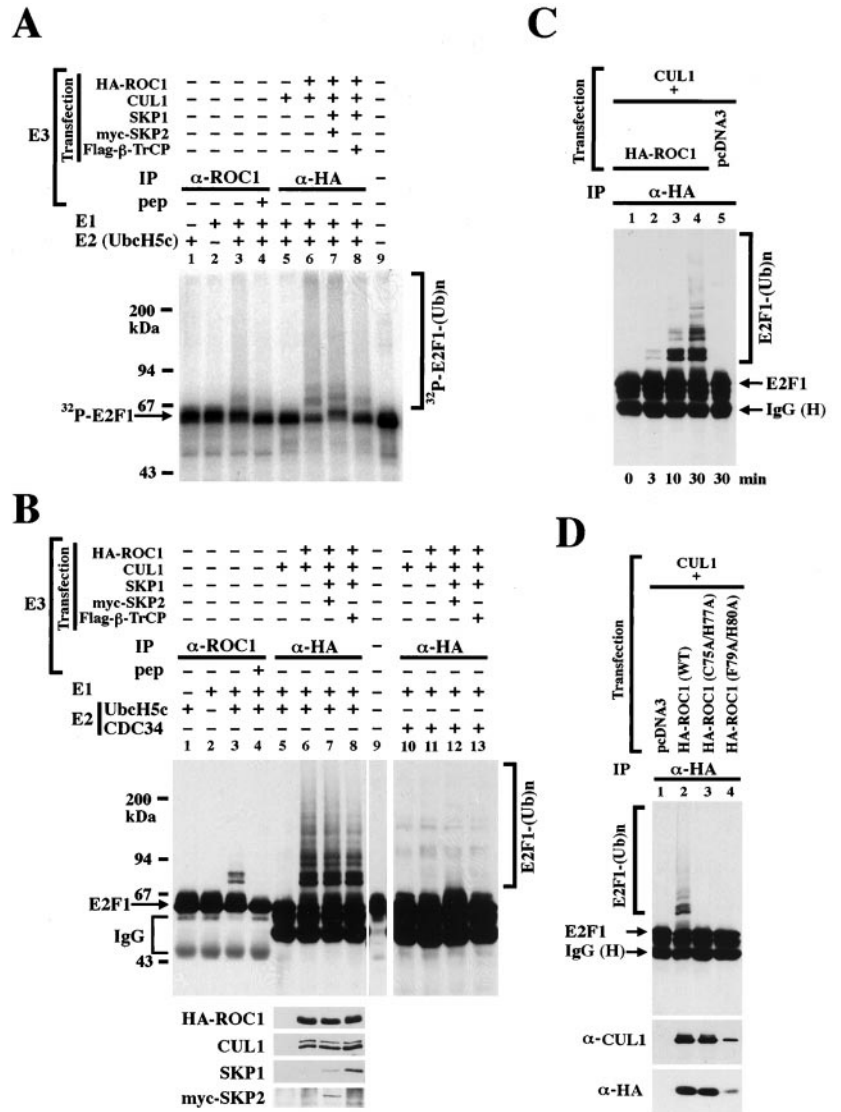 A
E3
Transfection
HA-ROC1 – – – – – + + + –
CUL1 – – – – + + + + –
SKP1 – – – – – – + + –
myc-SKP2 – – – – – – + – –
Flag-β-TrCP – – – – – – – + –
IP α-ROC1 α-HA –
pep – – – + – – – – –
E1 – + + + + + + + –
E2 (UbcH5c) + – + + + + + + –
1 2 3 4 5 6 7 8 9
200
kDa
94
67
43
32P-E2F1
32P-E2F1-(Ub)n
B
E3
Transfection
HA-ROC1 – – – – – + + + – – + + +
CUL1 – – – – + + + + – + + + +
SKP1 – – – – – – + + – – – + +
myc-SKP2 – – – – – – + – – – – + –
Flag-β-TrCP – – – – – – – + – – – – +
IP α-ROC1 α-HA – α-HA
pep – – – + – – – – – – – – –
E1 – + + + + + + + – + + + +
E2
UbcH5c + – + + + + + + – – – – –
CDC34 – – – – – – – – – + + + +
1 2 3 4 5 6 7 8 9 10 11 12 13
200
kDa
94
67
E2F1
IgG
43
E2F1-(Ub)n
HA-ROC1
CUL1
SKP1
myc-SKP2
C
Transfection
CUL1
+
HA-ROC1
pcDNA3
IP α-HA
1 2 3 4 5
E2F1-(Ub)n
E2F1
IgG (H)
0 3 10 30 30 min
D
Transfection
CUL1
+
pcDNA3
HA-ROC1 (WT)
HA-ROC1 (C75A/H77A)
HA-ROC1 (F79A/H80A)
IP α-HA
1 2 3 4
E2F1-(Ub)n
E2F1
IgG (H)
α-CUL1
α-HA